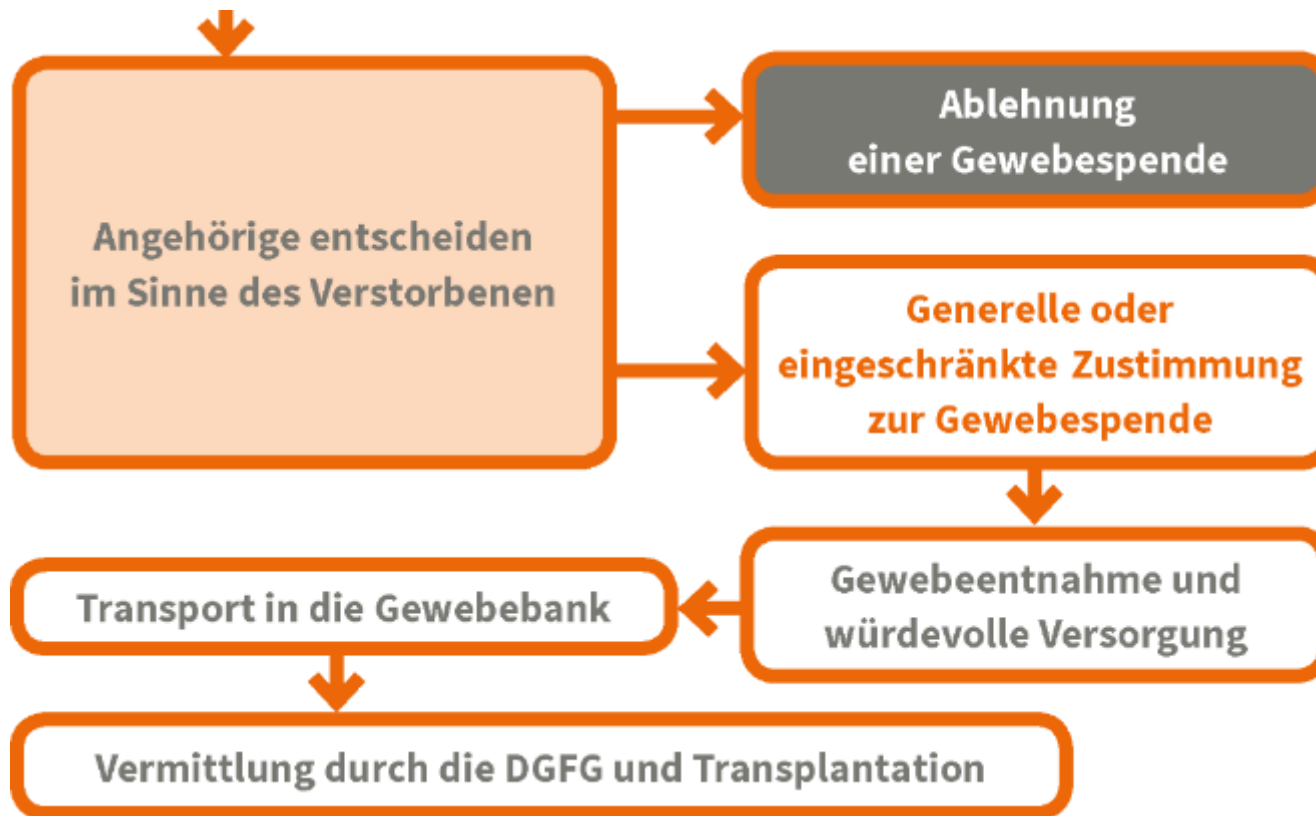 Ablehnung
einer Gewebespende
Angehörige entscheiden
im Sinne des Verstorbenen
Generelle oder
eingeschränkte Zustimmung
zur Gewebespende
Gewebeentnahme und
würdevolle Versorgung
Transport in die Gewebebank
Vermittlung durch die DGFG und Transplantation